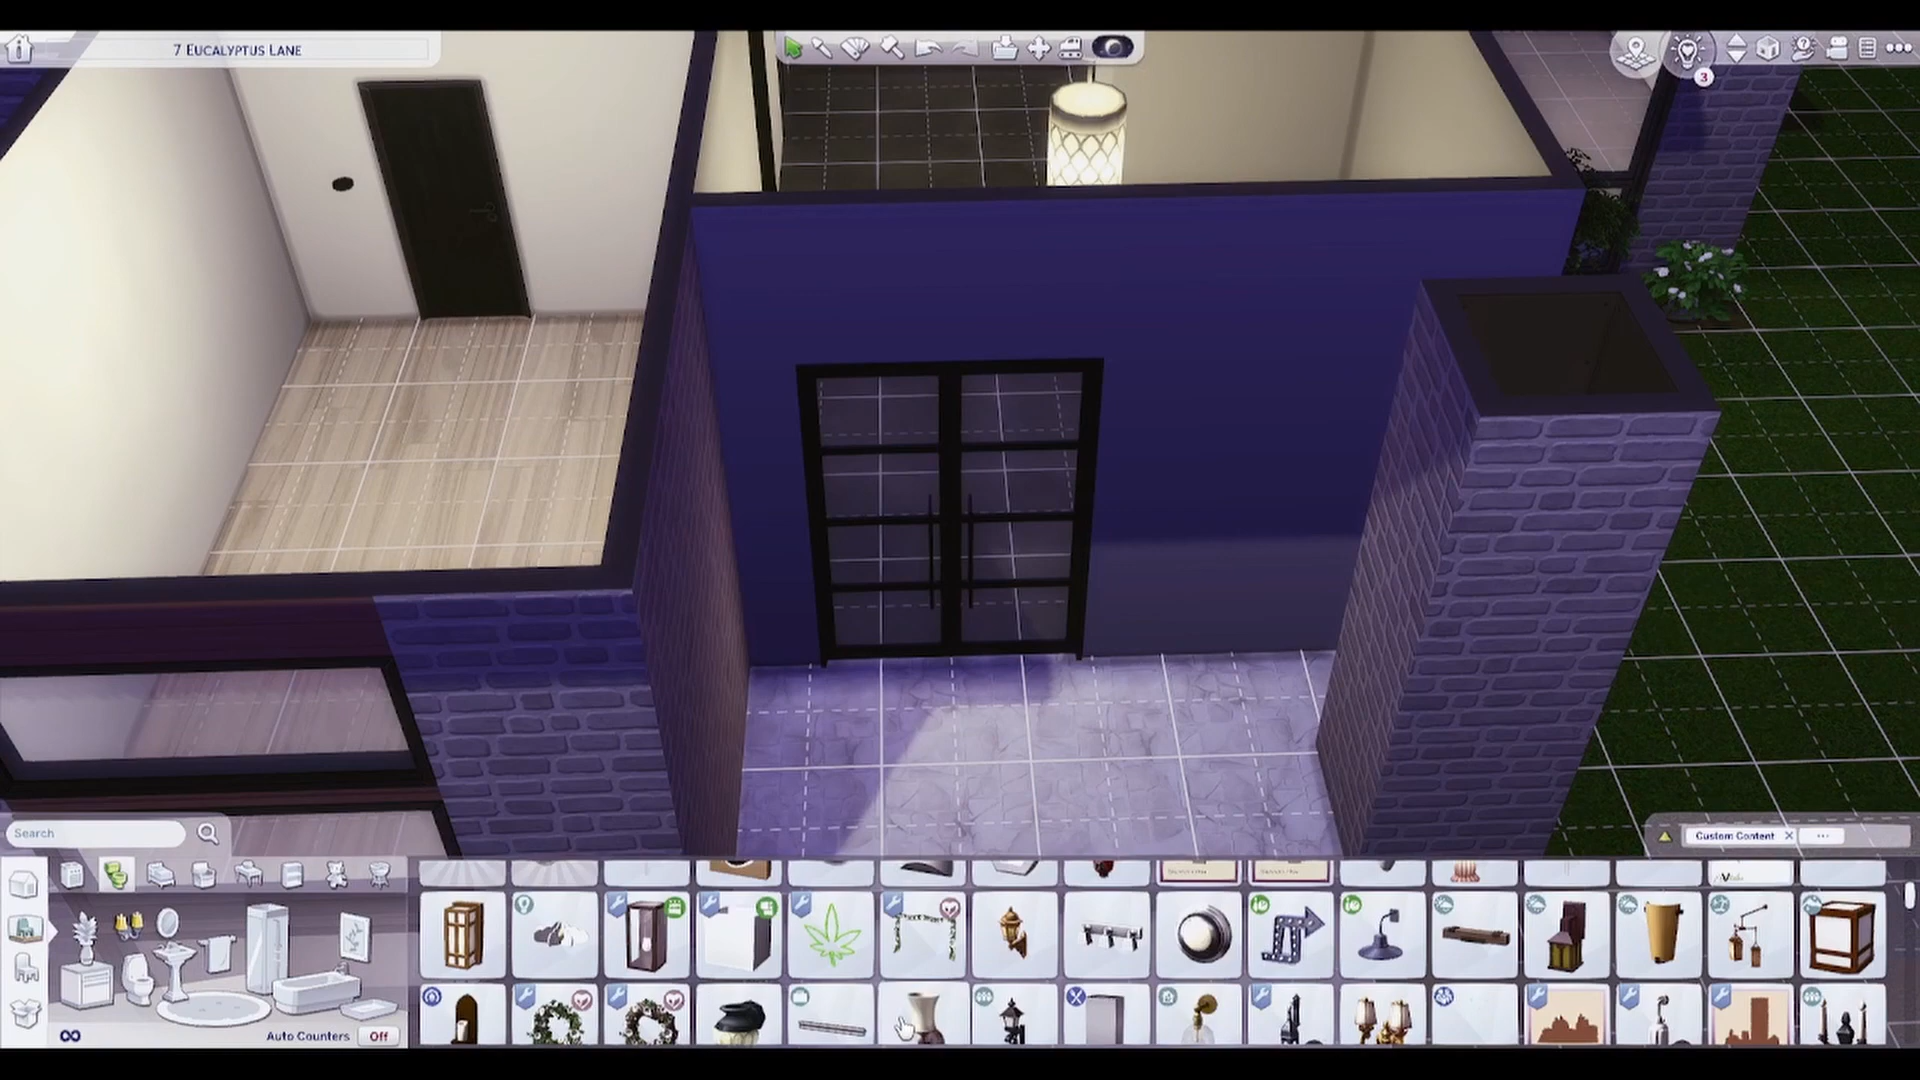 7 EUCALYPTUS LANE
3
Search
Custom Content
Auto Counters Off